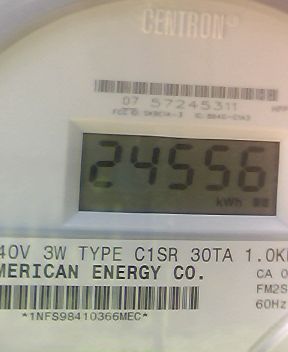 CENTRON®
07 57245311
24556
kWh
40V 3W TYPE C1SR 30TA 1.0K
MERICAN ENERGY CO.
CA 0
FM2S
60Hz
*1NFS98410366MEC*